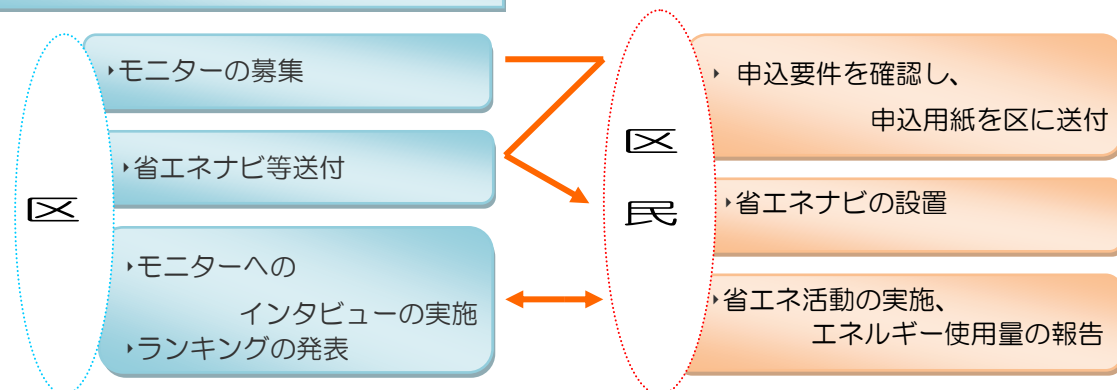 区
・モニターの募集
・省エネナビ等送付
・モニターへの
インタビューの実施
・ランキングの発表
区民
・申込要件を確認し、
申込用紙を区に送付
・省エネナビの設置
・省エネ活動の実施、
エネルギー使用量の報告